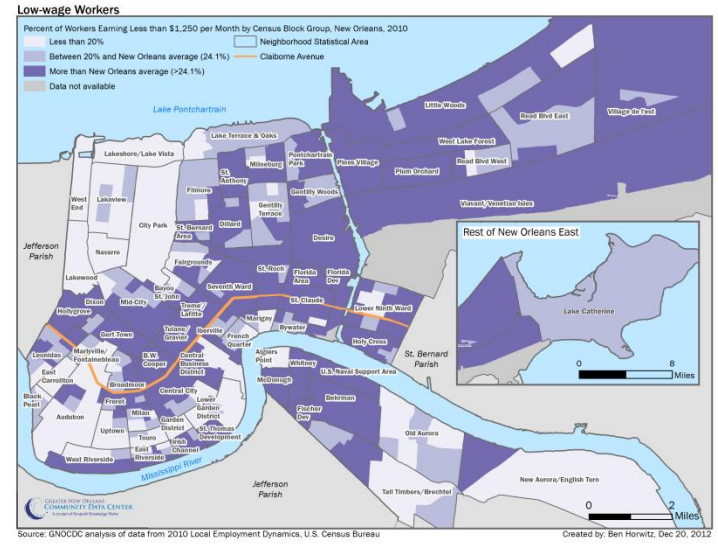 Low-wage Workers
Percent of Workers Earning Less than $1,250 per Month by Census Block Group, New Orleans, 2010
Less than 20%
Neighborhood Statistical Area
Between 20% and New Orleans average (24.1%)
Claiborne Avenue
More than New Orleans average (>24.1%)
Data not available
Lake Pontchartrain
Little Woods
Read Blvd East
Village de l'est
Lake Terrace & Oaks
West Lake Forest
Lakeshore/Lake Vista
Milneburg
Pontchartrain
Park
Pines Village
Read Blvd West
Plum Orchard
St.
Anthony
Filmore
Gentilly Woods
West
End
Lakeview
Viavant/Venetian Isles
Gentilly
Terrace
City Park
St. Bernard
Area
Dillard
Desire
Rest of New Orleans East
Jefferson
Parish
Navarre
Fairgrounds
St. Roch
Florida
Area
Florida
Dev
Lakewood
Bayou
St. John
Seventh Ward
Lake Catherine
Dixon
Mid-City
Treme'/
Lafitte
St. Claude
Lower Ninth Ward
Hollygrove
Marigny
Bywater
Gert Town
Tulane/
Gravier
Iberville
French
Quarter
Holy Cross
Leonidas
Marlyville/
Fontainebleau
B.W.
Cooper
Central
Business
District
Algiers
Point
Whitney
St. Bernard
Parish
0
8
Miles
East
Carrollton
U.S. Naval Support Area
McDonogh
Broadmoor
Central City
Black
Pearl
Freret
Behrman
Lower
Garden
District
Audubon
Milan
Garden
District
Fischer
Dev
Uptown
St. Thomas
Development
Old Aurora
Touro
Irish
Channel
East
Riverside
West Riverside
Mississippi River
New Aurora/English Turn
Jefferson
Parish
Tall Timbers/Brechtel
0
2
Miles
GREATER NEW ORLEANS
COMMUNITY DATA CENTER
A product of Nonprofit Knowledge Works
Source: GNOCDC analysis of data from 2010 Local Employment Dynamics, U.S. Census Bureau
Created by: Ben Horwitz, Dec 20, 2012